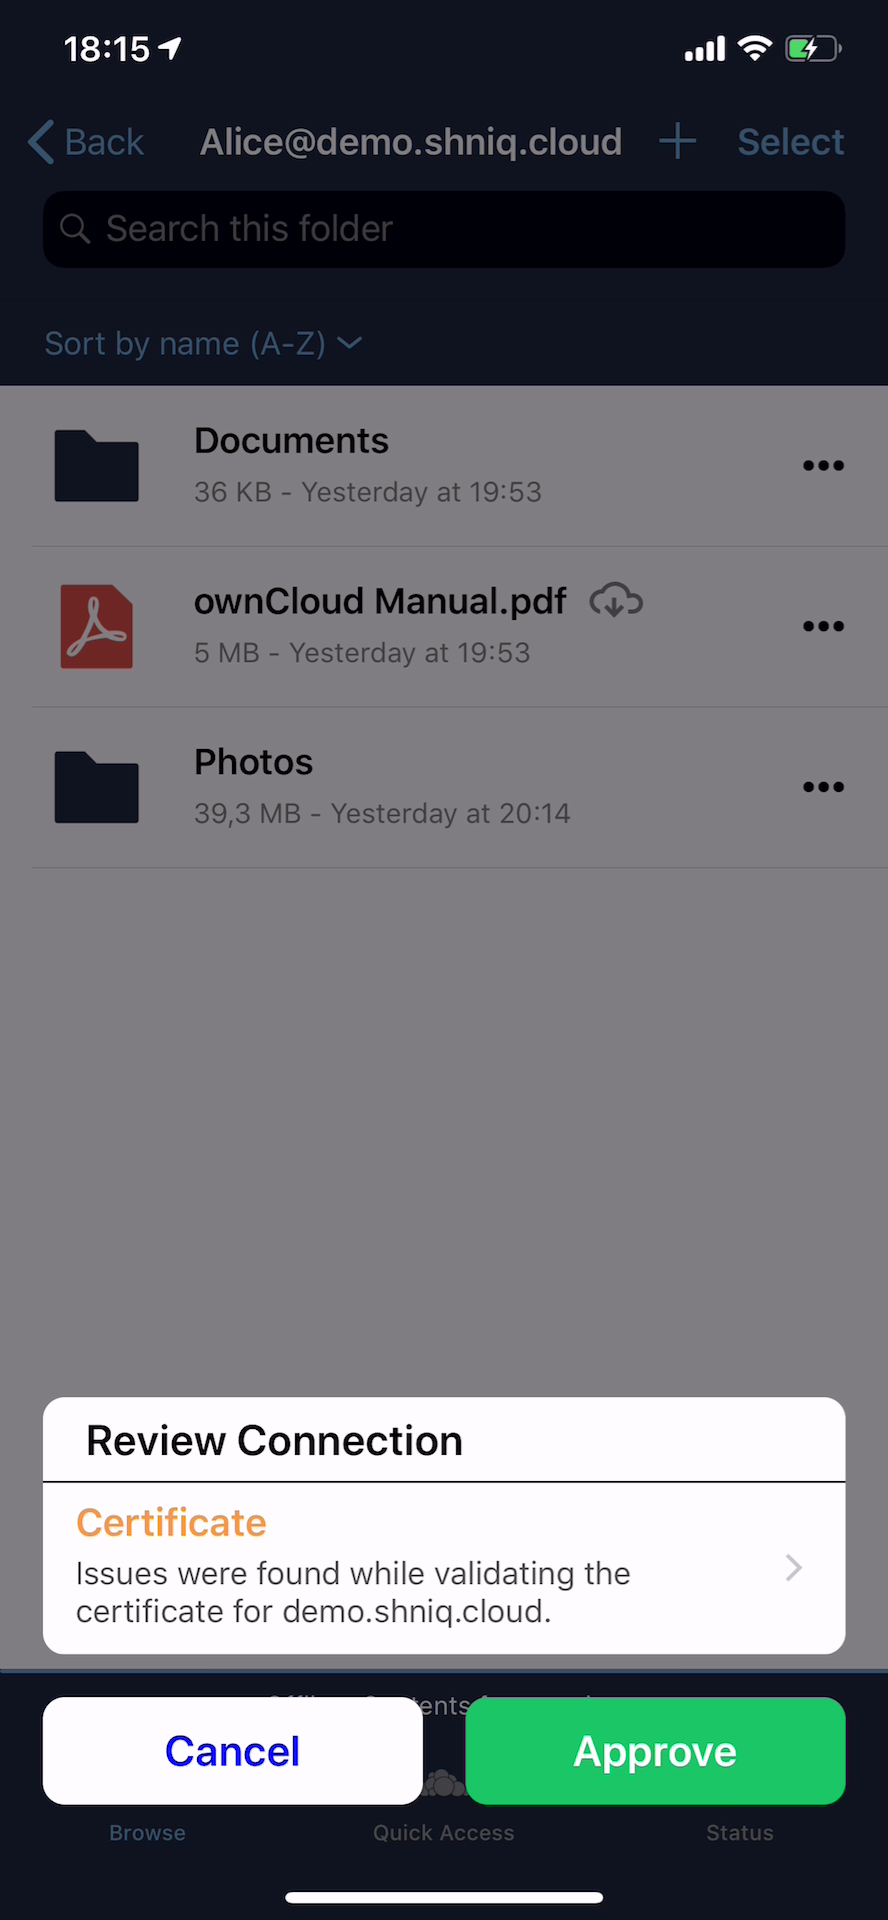 18:15
Back Alice@demo.shniq.cloud + Select
Search this folder
Sort by name (A-Z)
Documents
36 KB - Yesterday at 19:53
ownCloud Manual.pdf
5 MB - Yesterday at 19:53
Photos
39,3 MB - Yesterday at 20:14
Review Connection
Certificate
Issues were found while validating the
certificate for demo.shniq.cloud.
Cancel Approve
Browse Quick Access Status